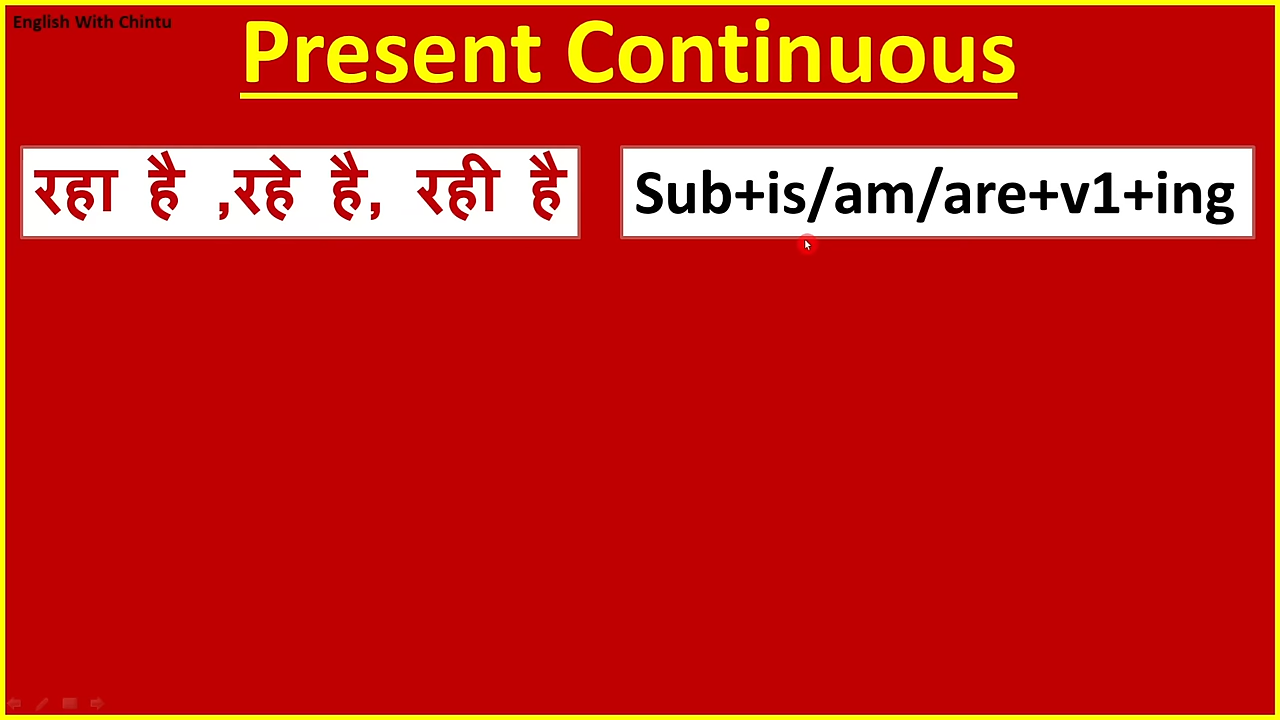 English With Chintu
Present Continuous
रहा है ,रहे है, रही है
Sub+is/am/are+v1+ing